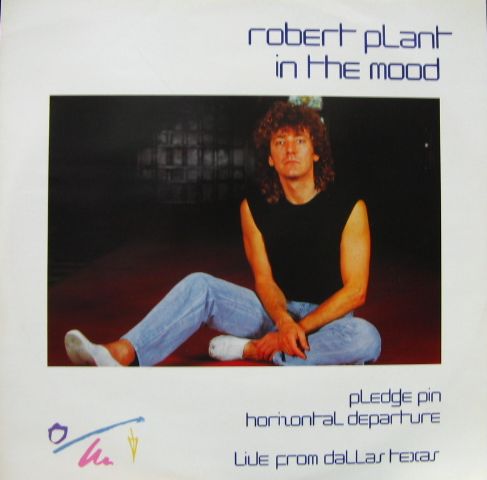 robert plant
in the mood
pledge pin
horizontal departure
live from dallas texas